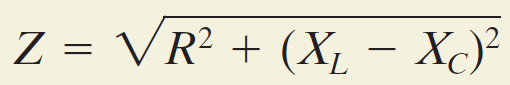 Z = √R² + (X_L − X_C)²